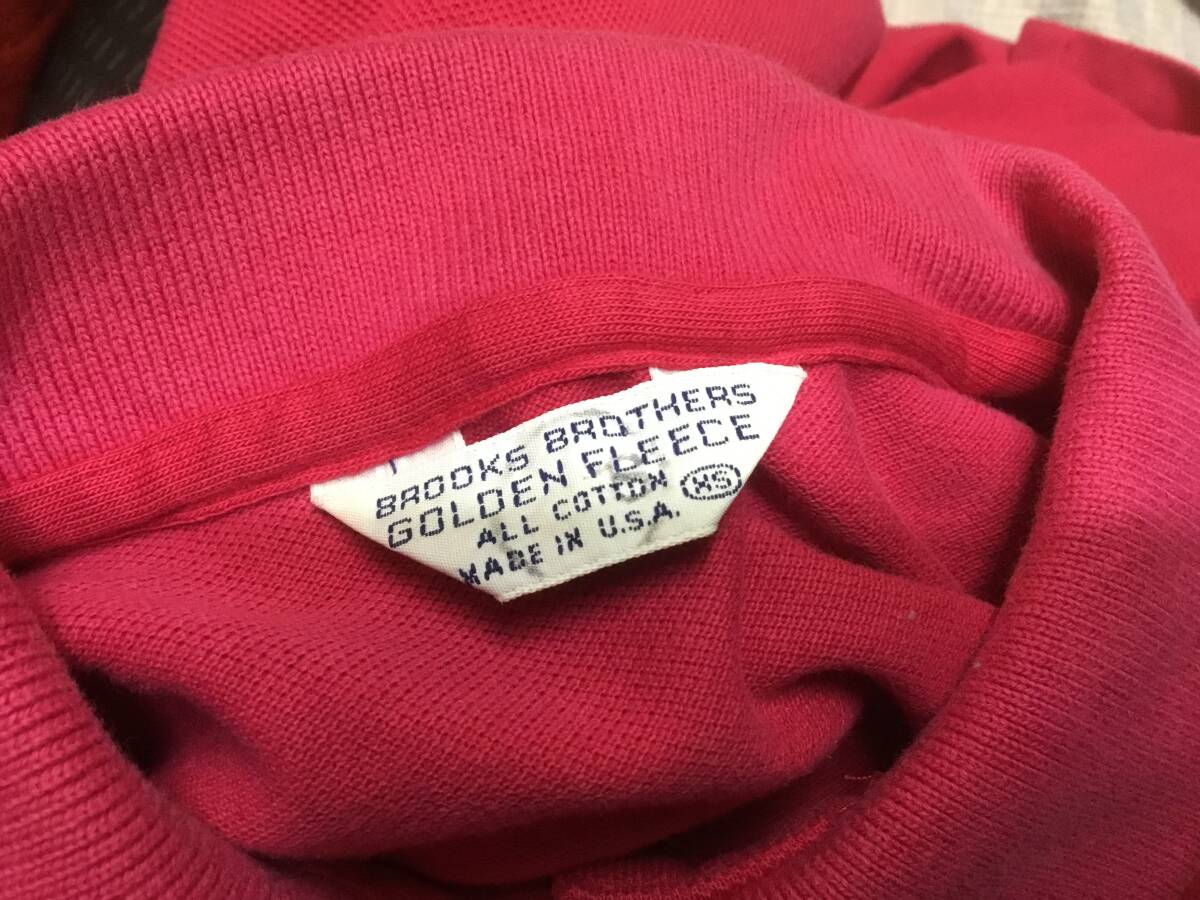 BROOKS BROTHERS
GOLDEN FLEECE
ALL COTTON XS
MADE IN U.S.A.